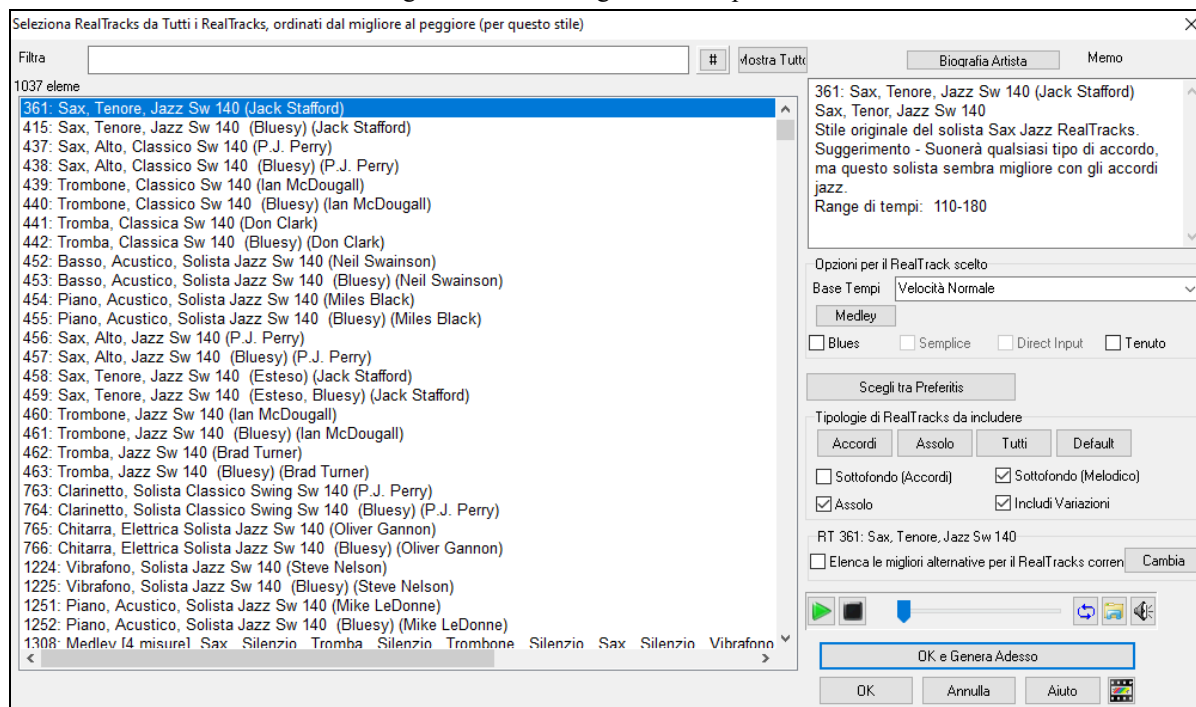 Seleziona RealTracks da Tutti i RealTracks, ordinati dal migliore al peggiore (per questo stile)
Filtra
#
Mostra Tutto
Biografia Artista
Memo
1037 eleme
361: Sax, Tenore, Jazz Sw 140 (Jack Stafford)
415: Sax, Tenore, Jazz Sw 140 (Bluesy) (Jack Stafford)
437: Sax, Alto, Classico Sw 140 (P.J. Perry)
438: Sax, Alto, Classico Sw 140 (Bluesy) (P.J. Perry)
439: Trombone, Classico Sw 140 (Ian McDougall)
440: Trombone, Classico Sw 140 (Bluesy) (Ian McDougall)
441: Tromba, Classica Sw 140 (Don Clark)
442: Tromba, Classica Sw 140 (Bluesy) (Don Clark)
452: Basso, Acustico, Solista Jazz Sw 140 (Neil Swainson)
453: Basso, Acustico, Solista Jazz Sw 140 (Bluesy) (Neil Swainson)
454: Piano, Acustico, Solista Jazz Sw 140 (Miles Black)
455: Piano, Acustico, Solista Jazz Sw 140 (Bluesy) (Miles Black)
456: Sax, Alto, Jazz Sw 140 (P.J. Perry)
457: Sax, Alto, Jazz Sw 140 (Bluesy) (P.J. Perry)
458: Sax, Tenore, Jazz Sw 140 (Esteso) (Jack Stafford)
459: Sax, Tenore, Jazz Sw 140 (Esteso, Bluesy) (Jack Stafford)
460: Trombone, Jazz Sw 140 (Ian McDougall)
461: Trombone, Jazz Sw 140 (Bluesy) (Ian McDougall)
462: Tromba, Jazz Sw 140 (Brad Turner)
463: Tromba, Jazz Sw 140 (Bluesy) (Brad Turner)
763: Clarinetto, Solista Classico Swing Sw 140 (P.J. Perry)
764: Clarinetto, Solista Classico Swing Sw 140 (Bluesy) (P.J. Perry)
765: Chitarra, Elettrica Solista Jazz Sw 140 (Oliver Gannon)
766: Chitarra, Elettrica Solista Jazz Sw 140 (Bluesy) (Oliver Gannon)
1224: Vibrafono, Solista Jazz Sw 140 (Steve Nelson)
1225: Vibrafono, Solista Jazz Sw 140 (Bluesy) (Steve Nelson)
1251: Piano, Acustico, Solista Jazz Sw 140 (Mike LeDonne)
1252: Piano, Acustico, Solista Jazz Sw 140 (Bluesy) (Mike LeDonne)
1308: Medley [4 misure] Sax Silenzio Tromba Silenzio Trombone Silenzio Sax Silenzio Vibrafono
361: Sax, Tenore, Jazz Sw 140 (Jack Stafford)
Sax, Tenor, Jazz Sw 140
Stile originale del solista Sax Jazz RealTracks.
Suggerimento - Suonerà qualsiasi tipo di accordo,
ma questo solista sembra migliore con gli accordi
jazz.
Range di tempi: 110-180
Opzioni per il RealTrack scelto
Base Tempi Velocità Normale
Medley
Blues Semplice Direct Input Tenuto
Scegli tra Preferitis
Tipologie di RealTracks da includere
Accordi Assolo Tutti Default
Sottofondo (Accordi) Sottofondo (Melodico)
Assolo Includi Variazioni
RT 361: Sax, Tenore, Jazz Sw 140
Elenca le migliori alternative per il RealTracks corren Cambia
OK e Genera Adesso
OK Annulla Aiuto